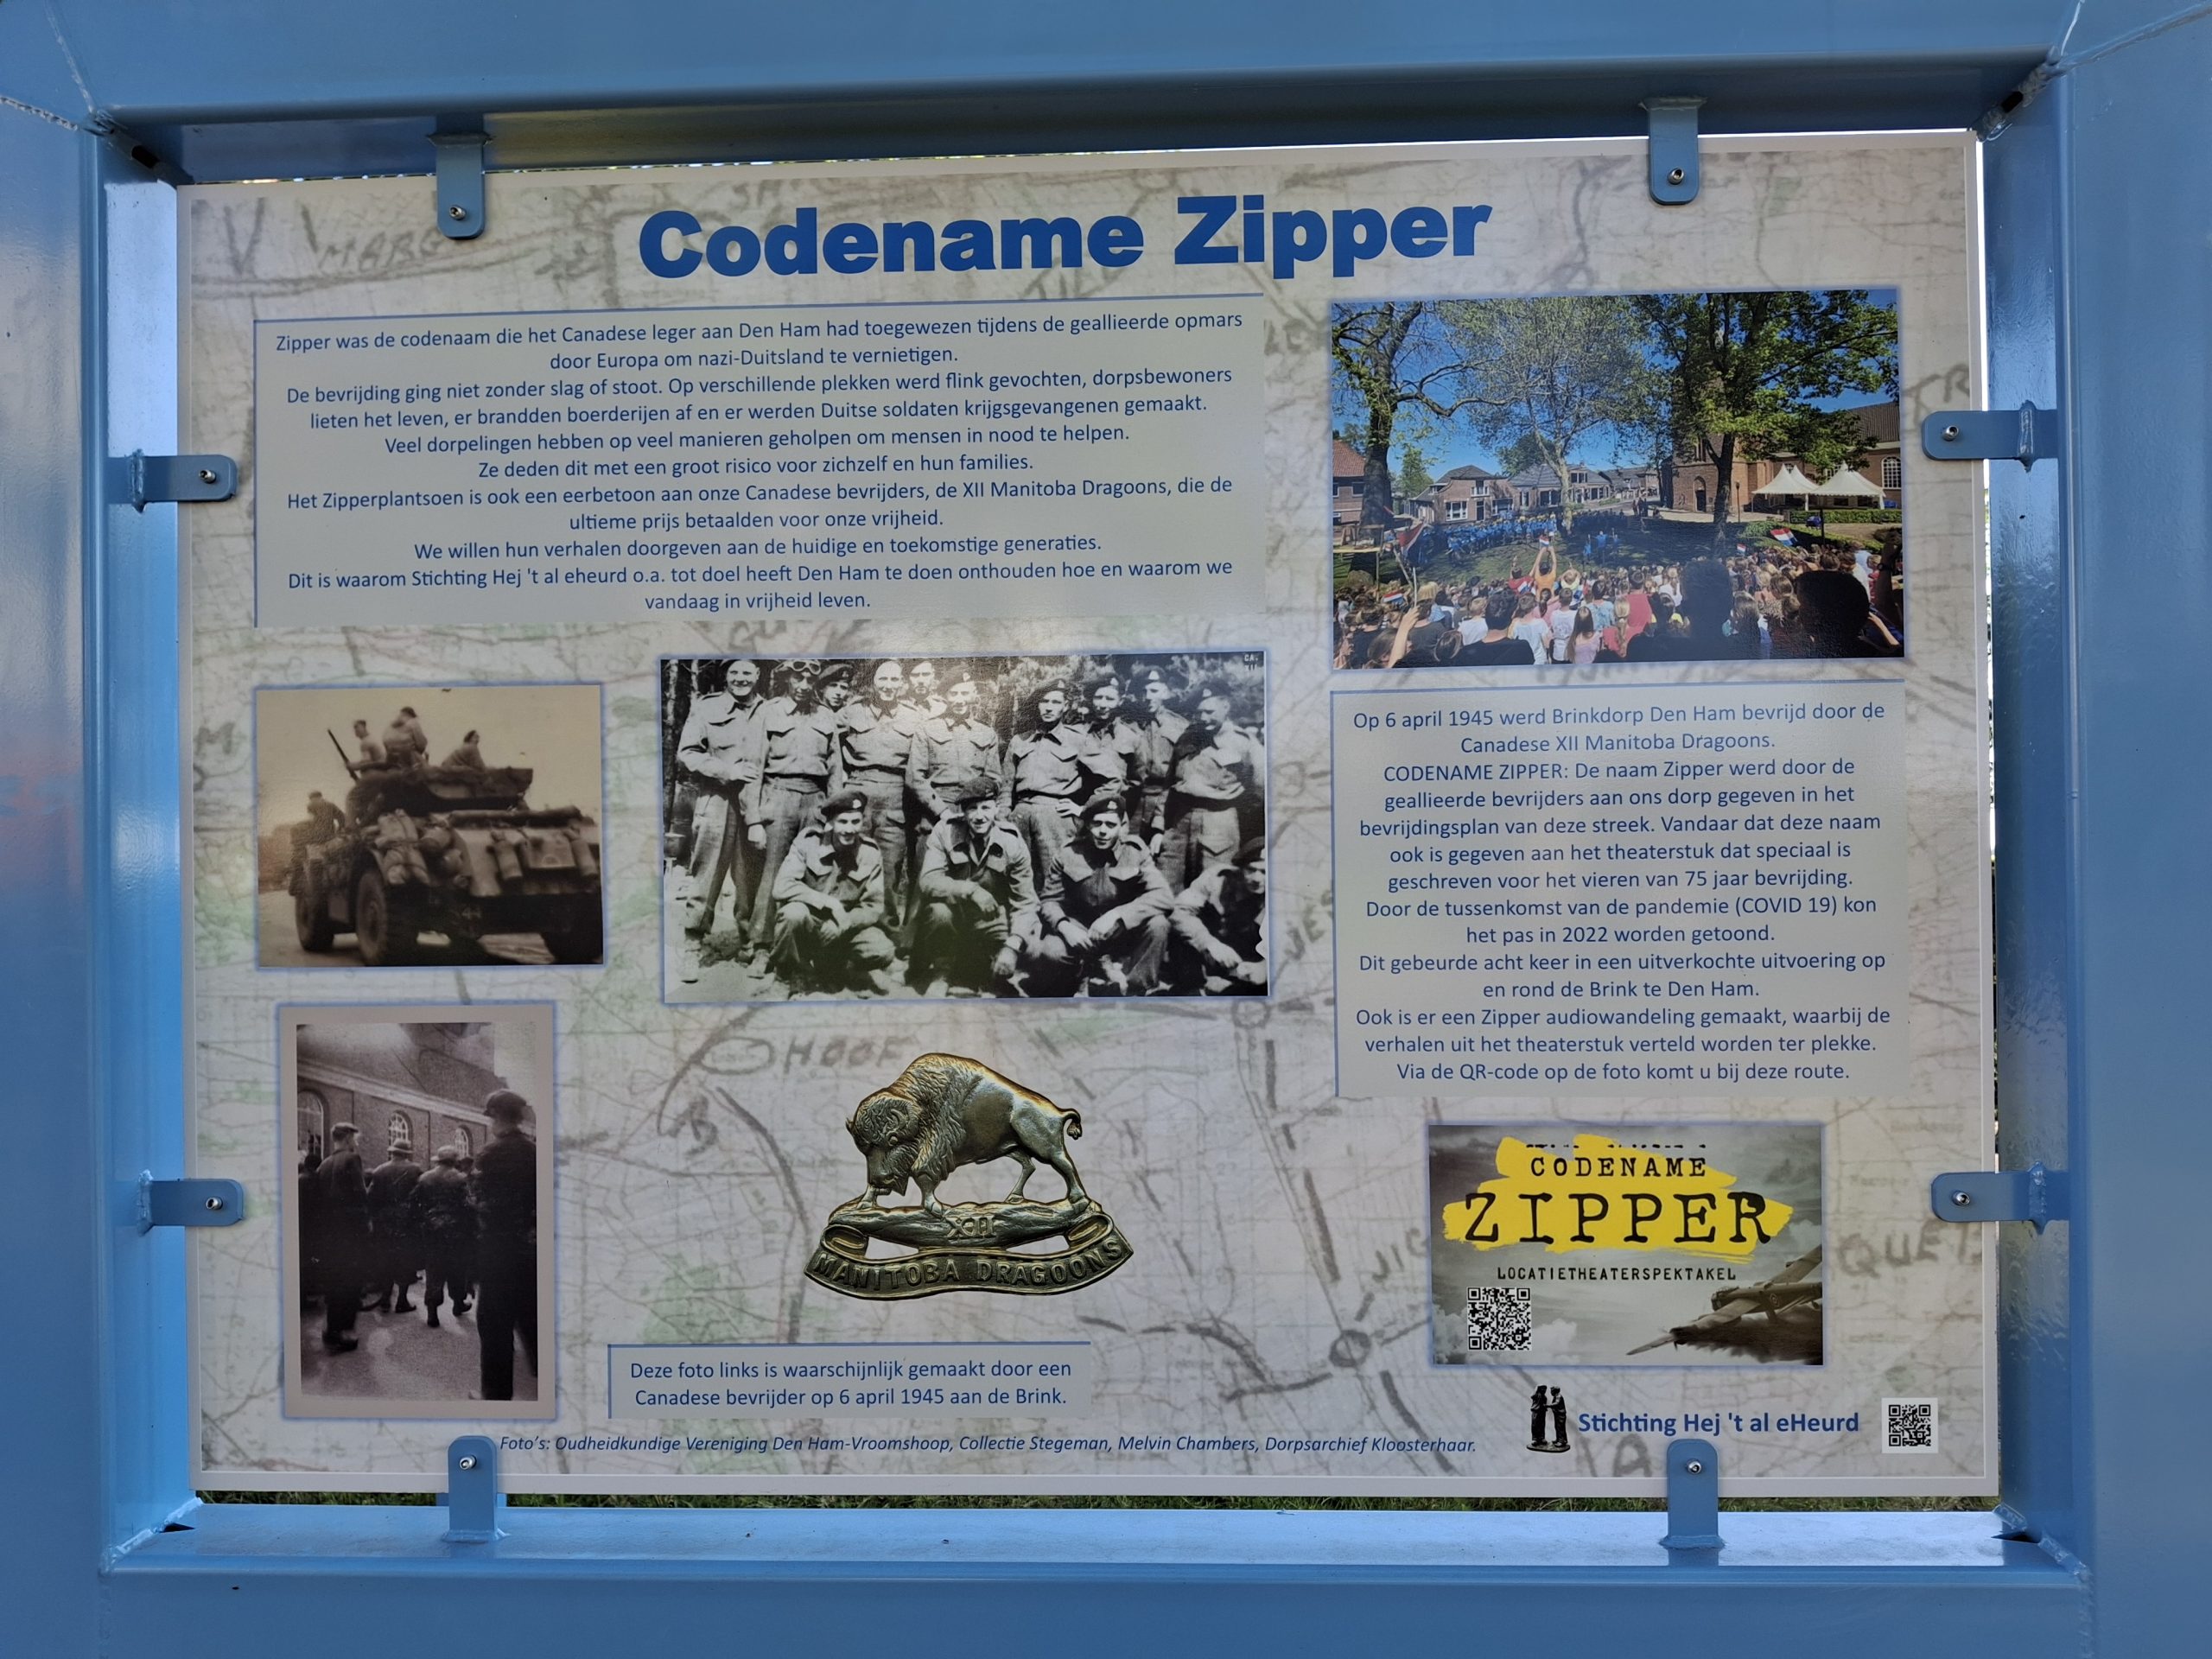 Codename Zipper
Zipper was de codenaam die het Canadese leger aan Den Ham had toegewezen tijdens de geallieerde opmars
door Europa om nazi-Duitsland te vernietigen.
De bevrijding ging niet zonder slag of stoot. Op verschillende plekken werd flink gevochten, dorpsbewoners
lieten het leven, er brandden boerderijen af en er werden Duitse soldaten krijgsgevangenen gemaakt.
Veel dorpelingen hebben op veel manieren geholpen om mensen in nood te helpen.
Ze deden dit met een groot risico voor zichzelf en hun families.
Het Zipperplantsoen is ook een eerbetoon aan onze Canadese bevrijders, de XII Manitoba Dragoons, die de
ultieme prijs betaalden voor onze vrijheid.
We willen hun verhalen doorgeven aan de huidige en toekomstige generaties.
Dit is waarom Stichting Hej 't al eheurd o.a. tot doel heeft Den Ham te doen onthouden hoe en waarom we
vandaag in vrijheid leven.
Op 6 april 1945 werd Brinkdorp Den Ham bevrijd door de
Canadese XII Manitoba Dragoons.
CODENAME ZIPPER: De naam Zipper werd door de
geallieerde bevrijders aan ons dorp gegeven in het
bevrijdingsplan van deze streek. Vandaar dat deze naam
ook is gegeven aan het theaterstuk dat speciaal is
geschreven voor het vieren van 75 jaar bevrijding.
Door de tussenkomst van de pandemie (COVID 19) kon
het pas in 2022 worden getoond.
Dit gebeurde acht keer in een uitverkochte uitvoering op
en rond de Brink te Den Ham.
Ook is er een Zipper audiowandeling gemaakt, waarbij de
verhalen uit het theaterstuk verteld worden ter plekke.
Via de QR-code op de foto komt u bij deze route.
HOOF
XII
MANITOBA DRAGOONS
CODENAME
ZIPPER
LOCATIETHEATERSPEKTAKEL
Deze foto links is waarschijnlijk gemaakt door een
Canadese bevrijder op 6 april 1945 aan de Brink.
Stichting Hej 't al eHeurd
Foto's: Oudheidkundige Vereniging Den Ham-Vroomshoop, Collectie Stegeman, Melvin Chambers, Dorpsarchief Kloosterhaar.